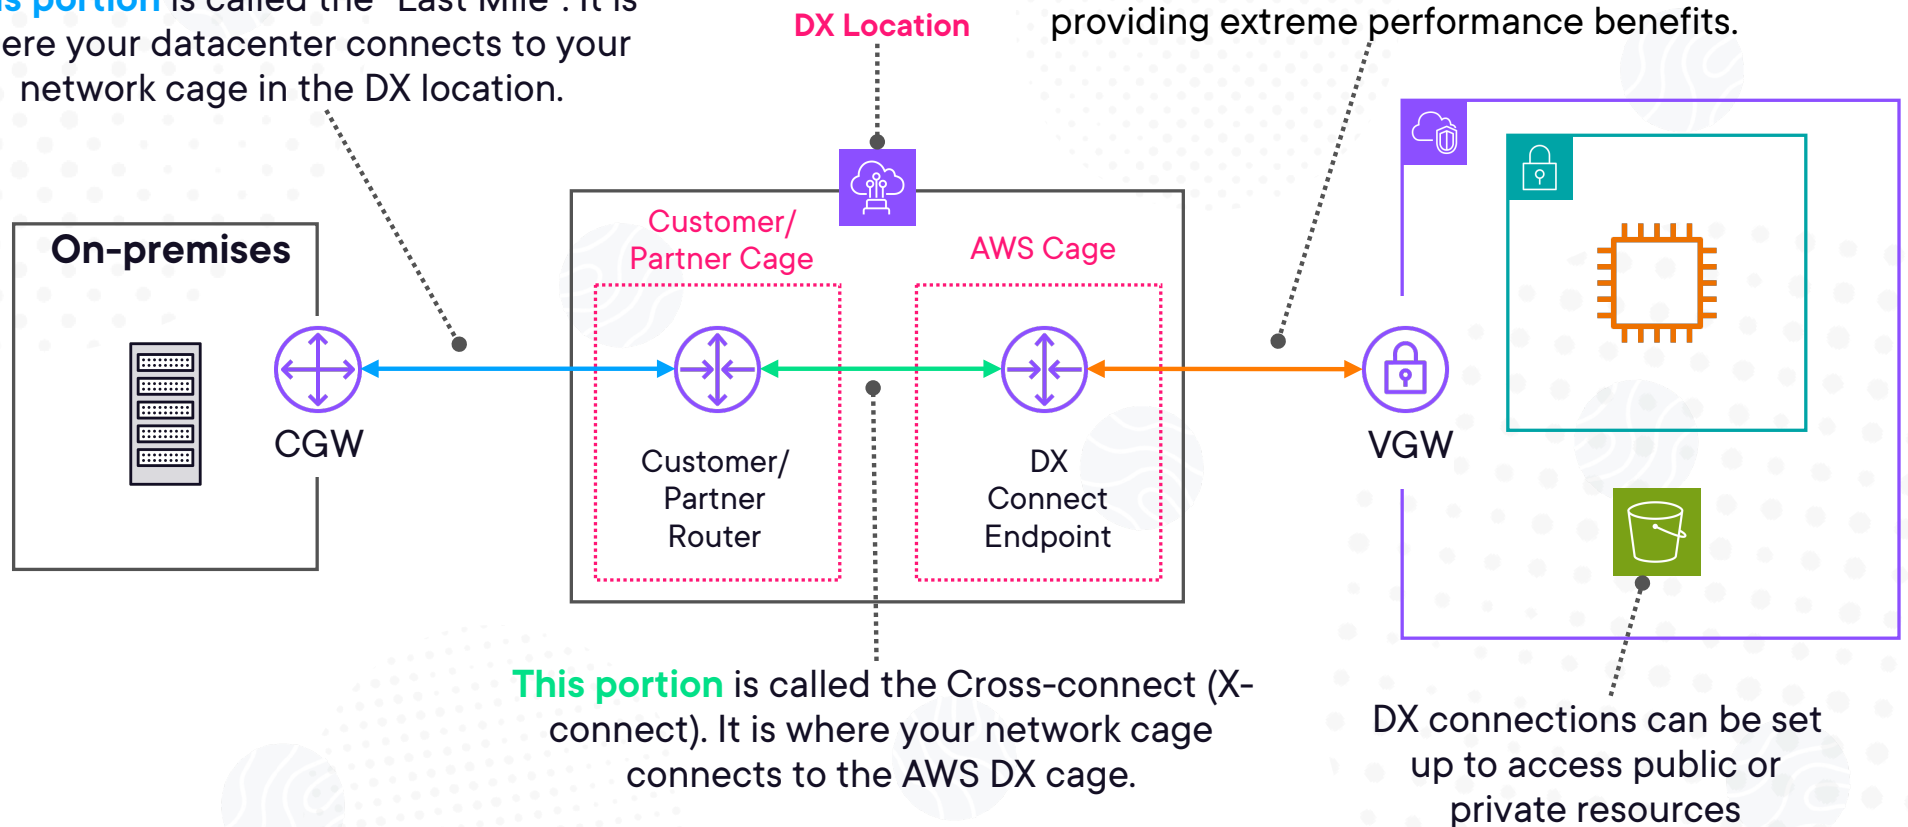 is portion is called the "Last Mile". It is
ere your datacenter connects to your
network cage in the DX location.
DX Location
providing extreme performance benefits.
On-premises
CGW
Customer/
Partner Cage
AWS Cage
Customer/
Partner
Router
DX
Connect
Endpoint
VGW
This portion is called the Cross-connect (X-
connect). It is where your network cage
connects to the AWS DX cage.
DX connections can be set
up to access public or
private resources